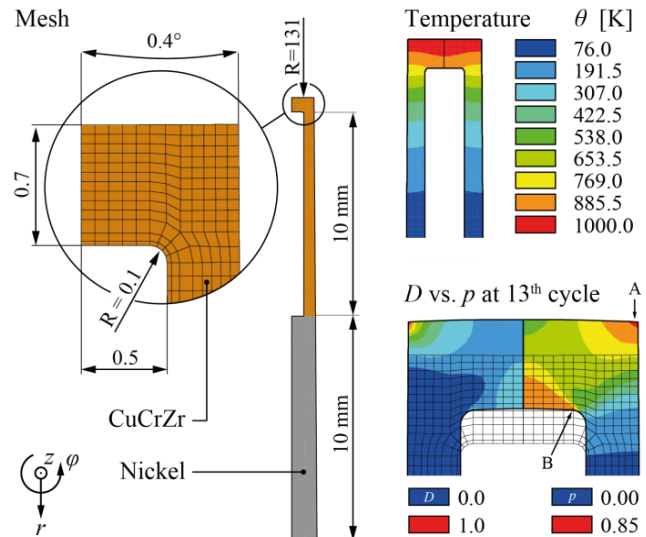 Mesh
0.4°
R=131
0.7
R = 0.1
0.5
CuCrZr
Nickel
10 mm
10 mm
z φ
r
Temperature θ [K]
76.0
191.5
307.0
422.5
538.0
653.5
769.0
885.5
1000.0
D vs. p at 13th cycle
A
B
D 0.0 p 0.00
1.0 0.85